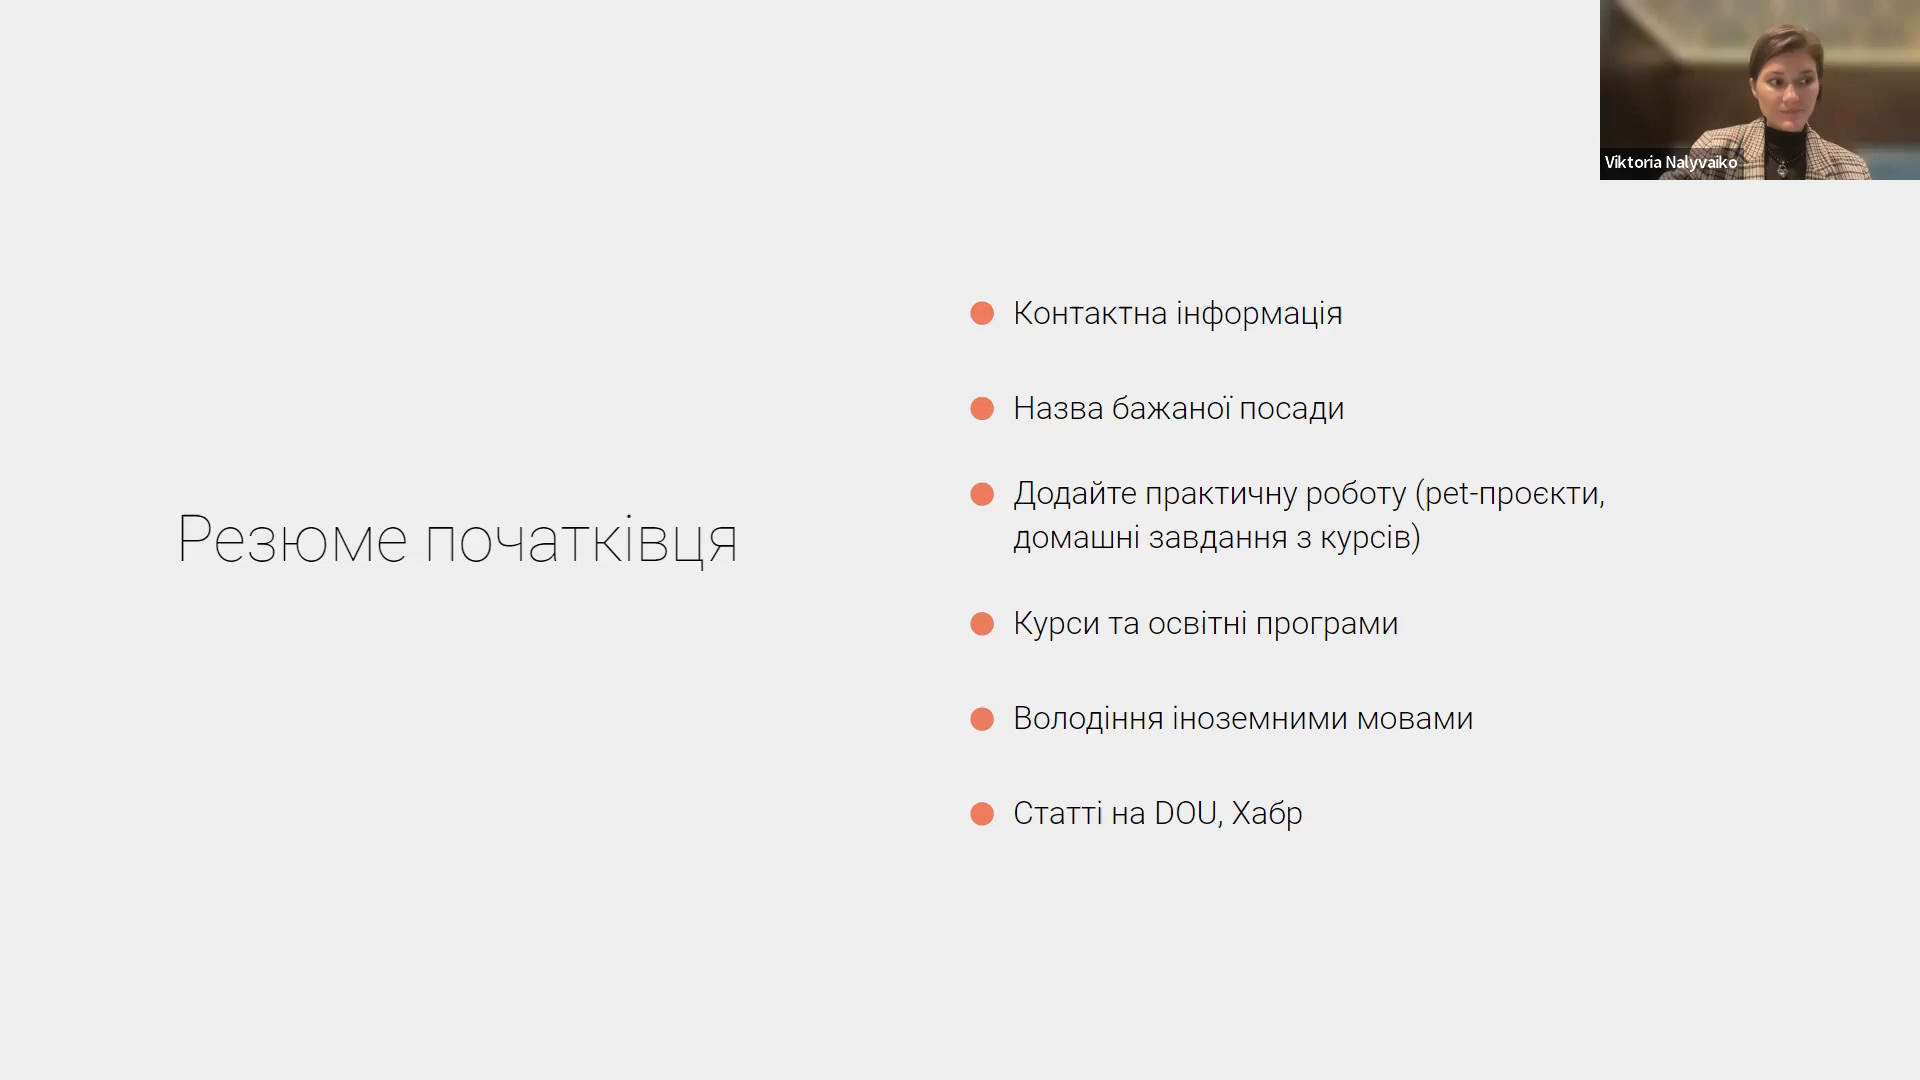 Viktoria Nalyvaiko
Резюме початківця
Контактна інформація
Назва бажаної посади
Додайте практичну роботу (pet-проєкти,
домашні завдання з курсів)
Курси та освітні програми
Володіння іноземними мовами
Статті на DOU, Хабр